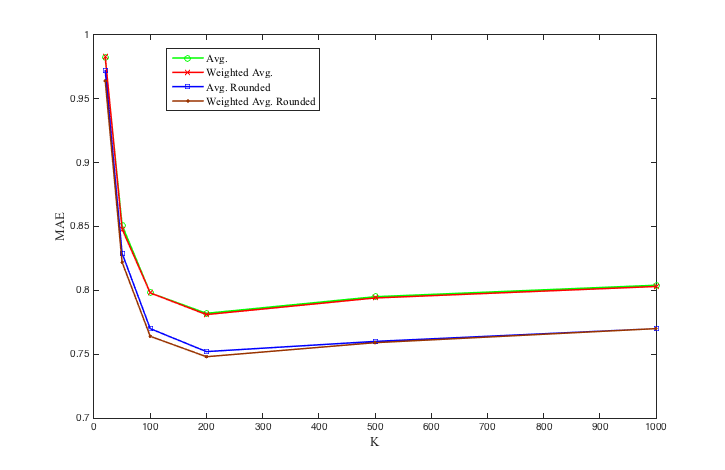 1
0.95
0.9
0.85
0.8
0.75
0.7
MAE
Avg.
Weighted Avg.
Avg. Rounded
Weighted Avg. Rounded
0 100 200 300 400 500 600 700 800 900 1000
K